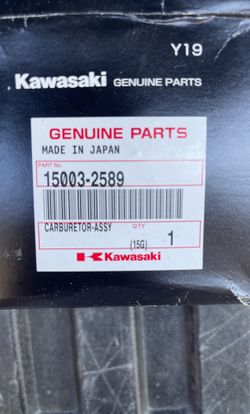 Y19
Kawasaki GENUINE PARTS
GENUINE PARTS
MADE IN JAPAN
PART No.
15003-2589
CARBURETOR-ASSY
QTY
(15G) 1
Kawasaki